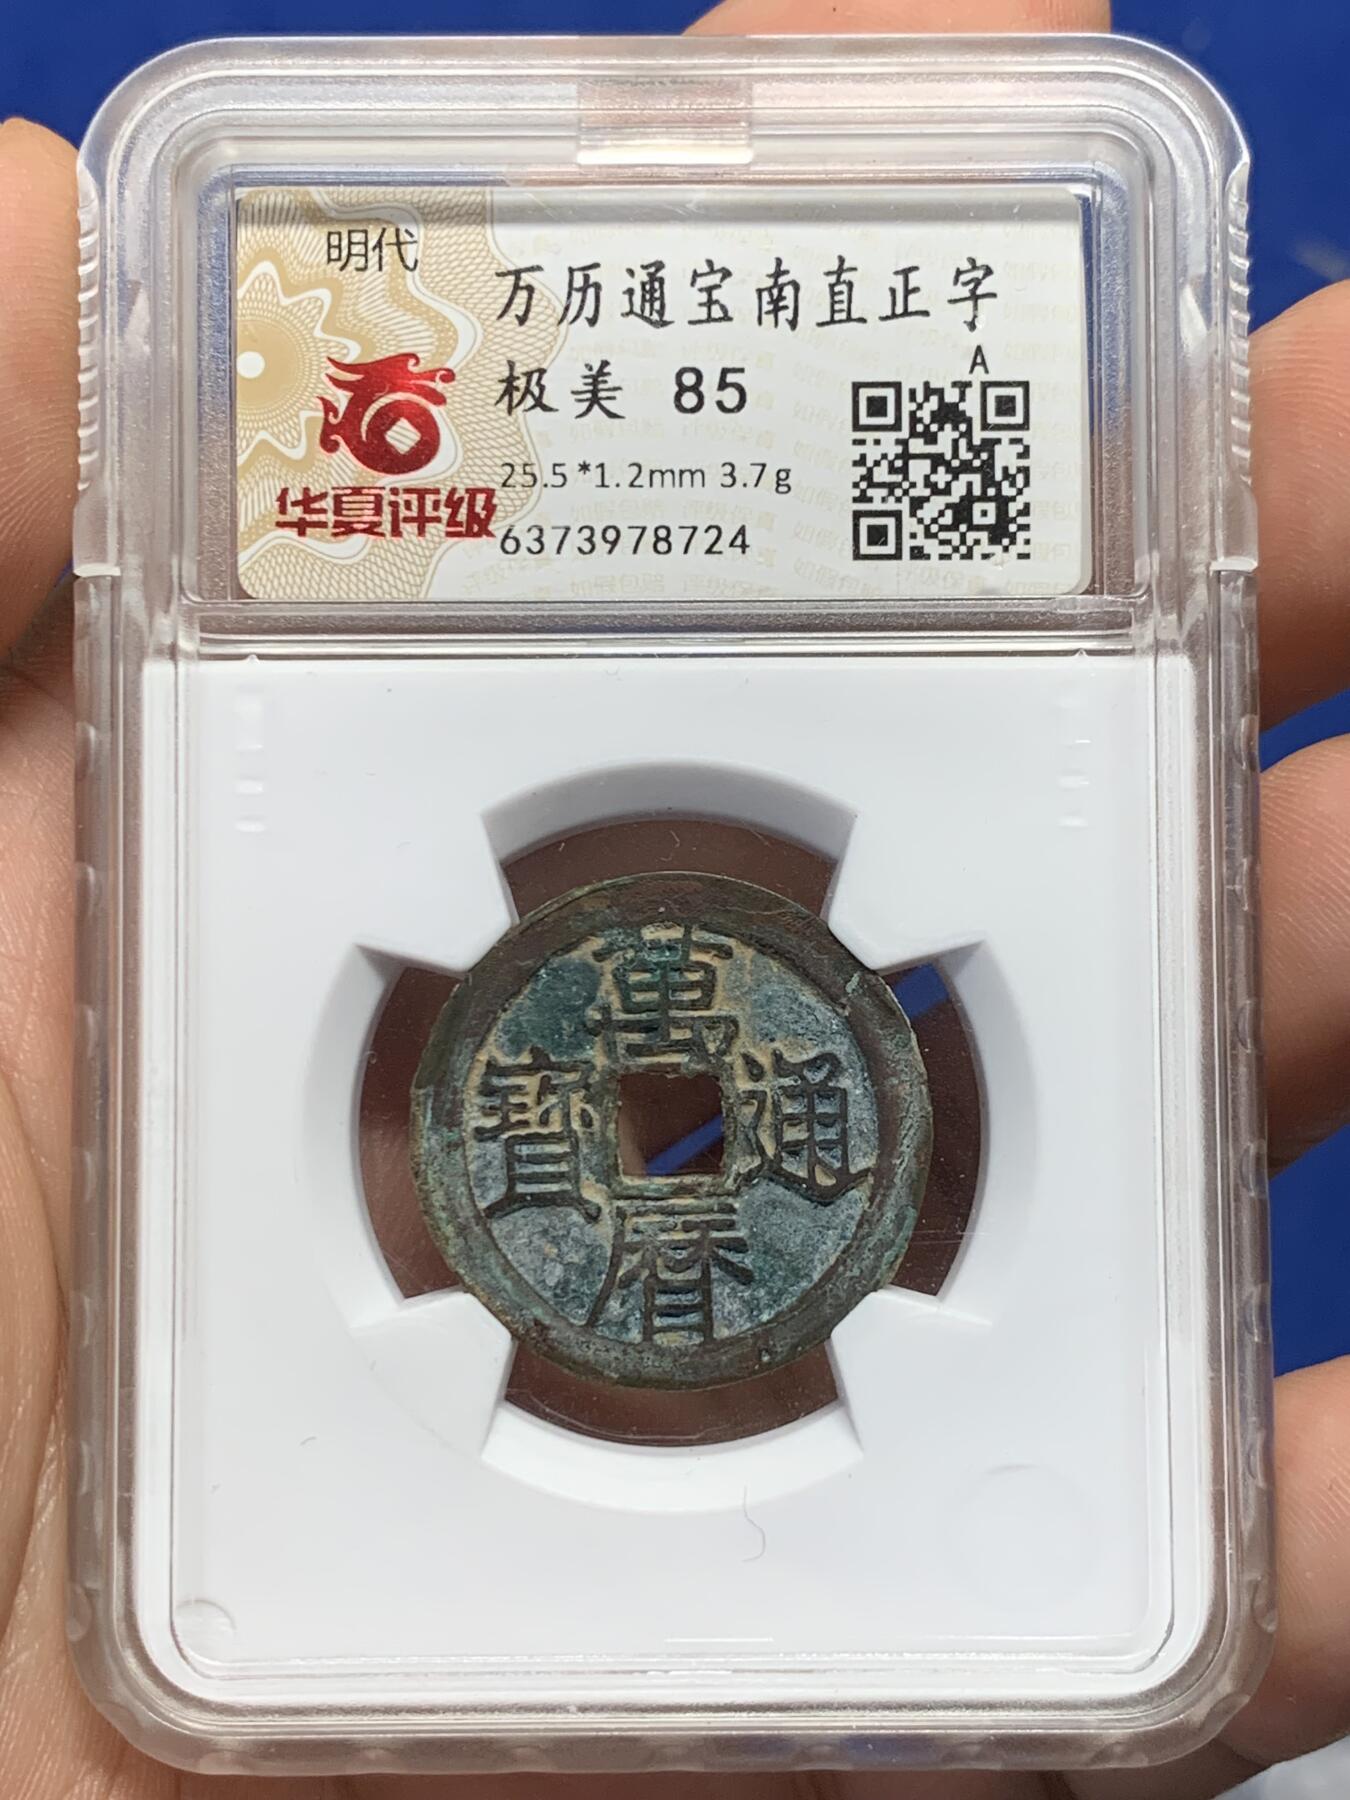 明代
万历通宝南直正字
极美 85
A
25.5*1.2mm 3.7g
华夏评级
6373978724
萬
寶 通
曆